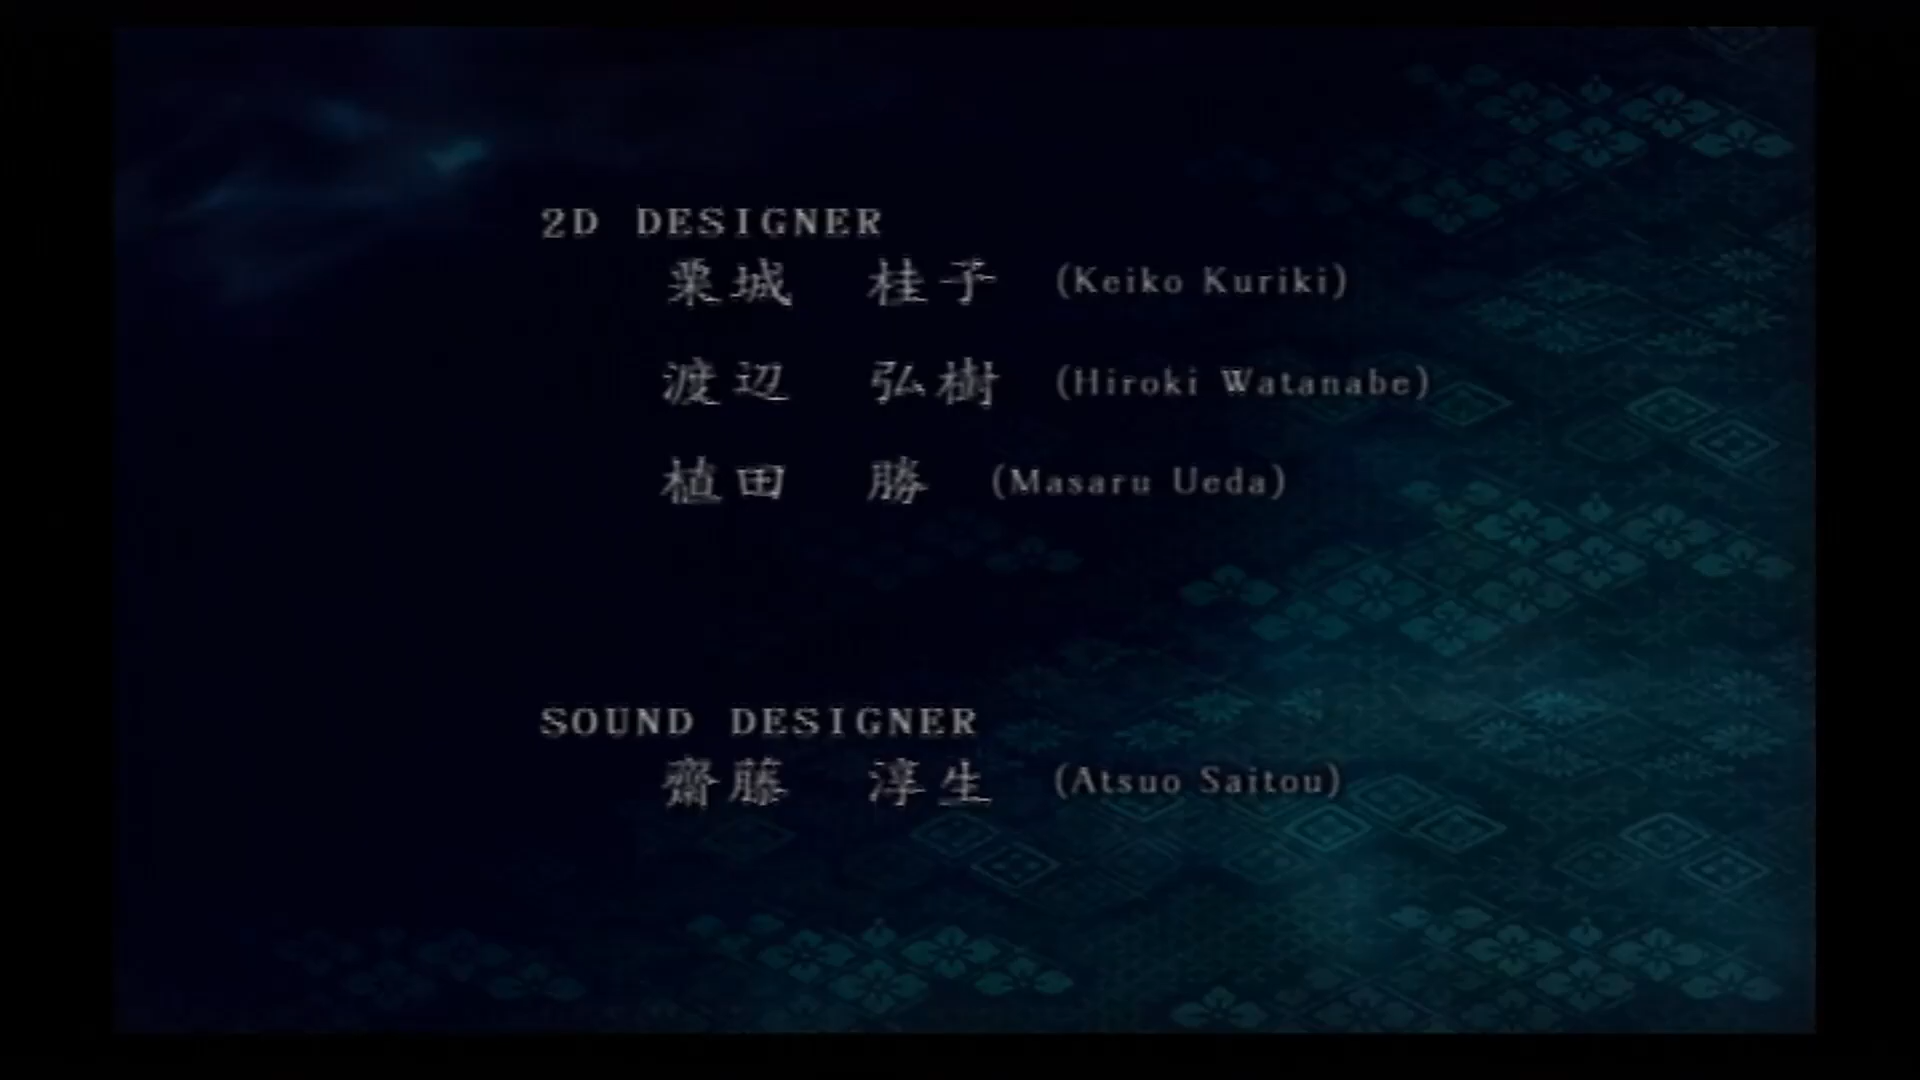 2D DESIGNER
栗城 桂子 (Keiko Kuriki)
渡辺 弘樹 (Hiroki Watanabe)
植田 勝 (Masaru Ueda)
SOUND DESIGNER
齋藤 淳生 (Atsuo Saitou)